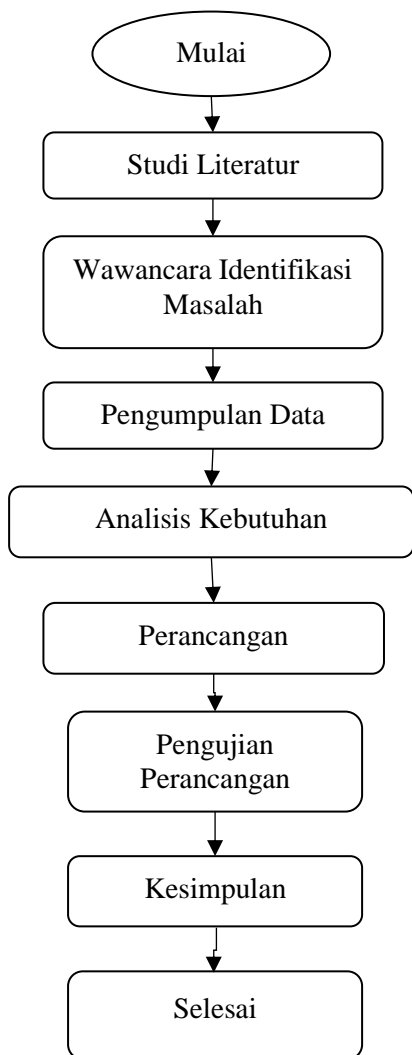 Mulai
Studi Literatur
Wawancara Identifikasi
Masalah
Pengumpulan Data
Analisis Kebutuhan
Perancangan
Pengujian
Perancangan
Kesimpulan
Selesai